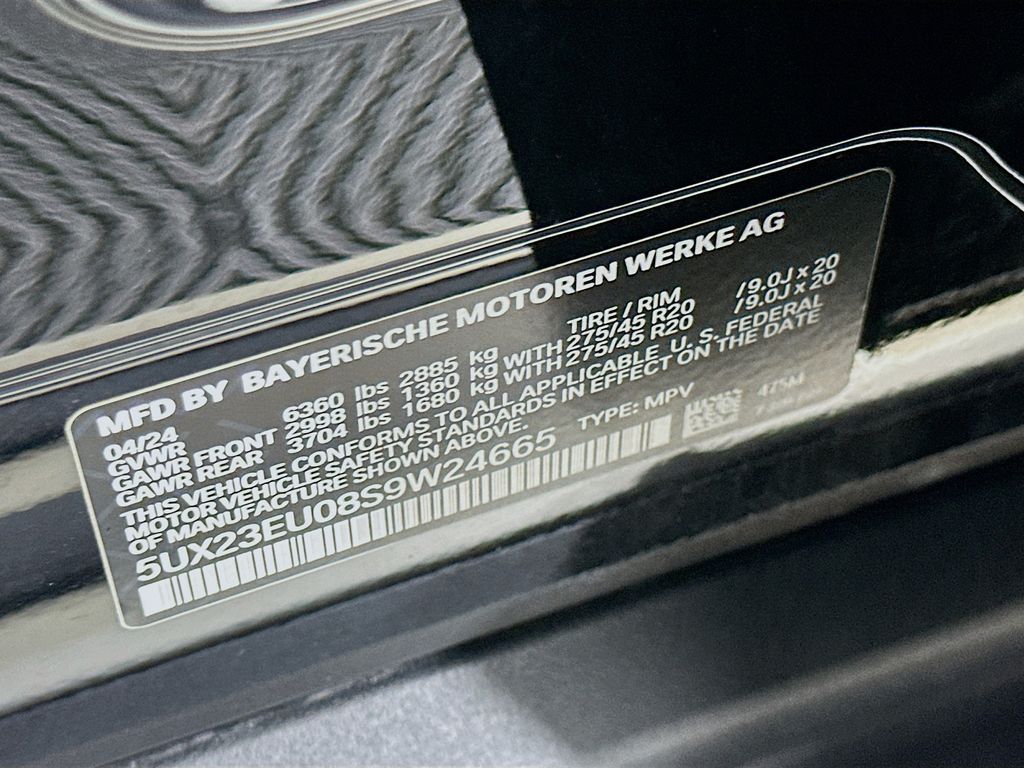 MFD BY BAYERISCHE MOTOREN WERKE AG
04/24 TIRE / RIM
GVWR 6360 lbs 2885 kg
GAWR FRONT 2998 lbs 1360 kg WITH 275/45 R20 /9.0J x 20
GAWR REAR 3704 lbs 1680 kg WITH 275/45 R20 /9.0J x 20
THIS VEHICLE CONFORMS TO ALL APPLICABLE U. S. FEDERAL
MOTOR VEHICLE SAFETY STANDARDS IN EFFECT ON THE DATE
OF MANUFACTURE SHOWN ABOVE.
5UX23EU08S9W24665 TYPE: MPV
475M